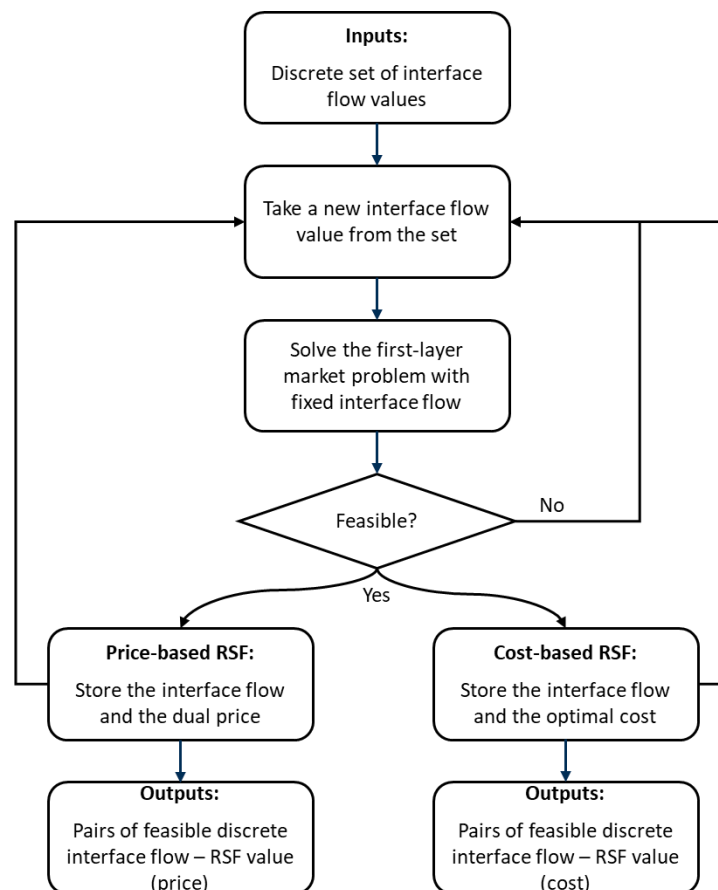 Inputs:
Discrete set of interface
flow values
Take a new interface flow
value from the set
Solve the first-layer
market problem with
fixed interface flow
Feasible?
No
Yes
Price-based RSF:
Store the interface flow
and the dual price
Cost-based RSF:
Store the interface flow
and the optimal cost
Outputs:
Pairs of feasible discrete
interface flow – RSF value
(price)
Outputs:
Pairs of feasible discrete
interface flow – RSF value
(cost)